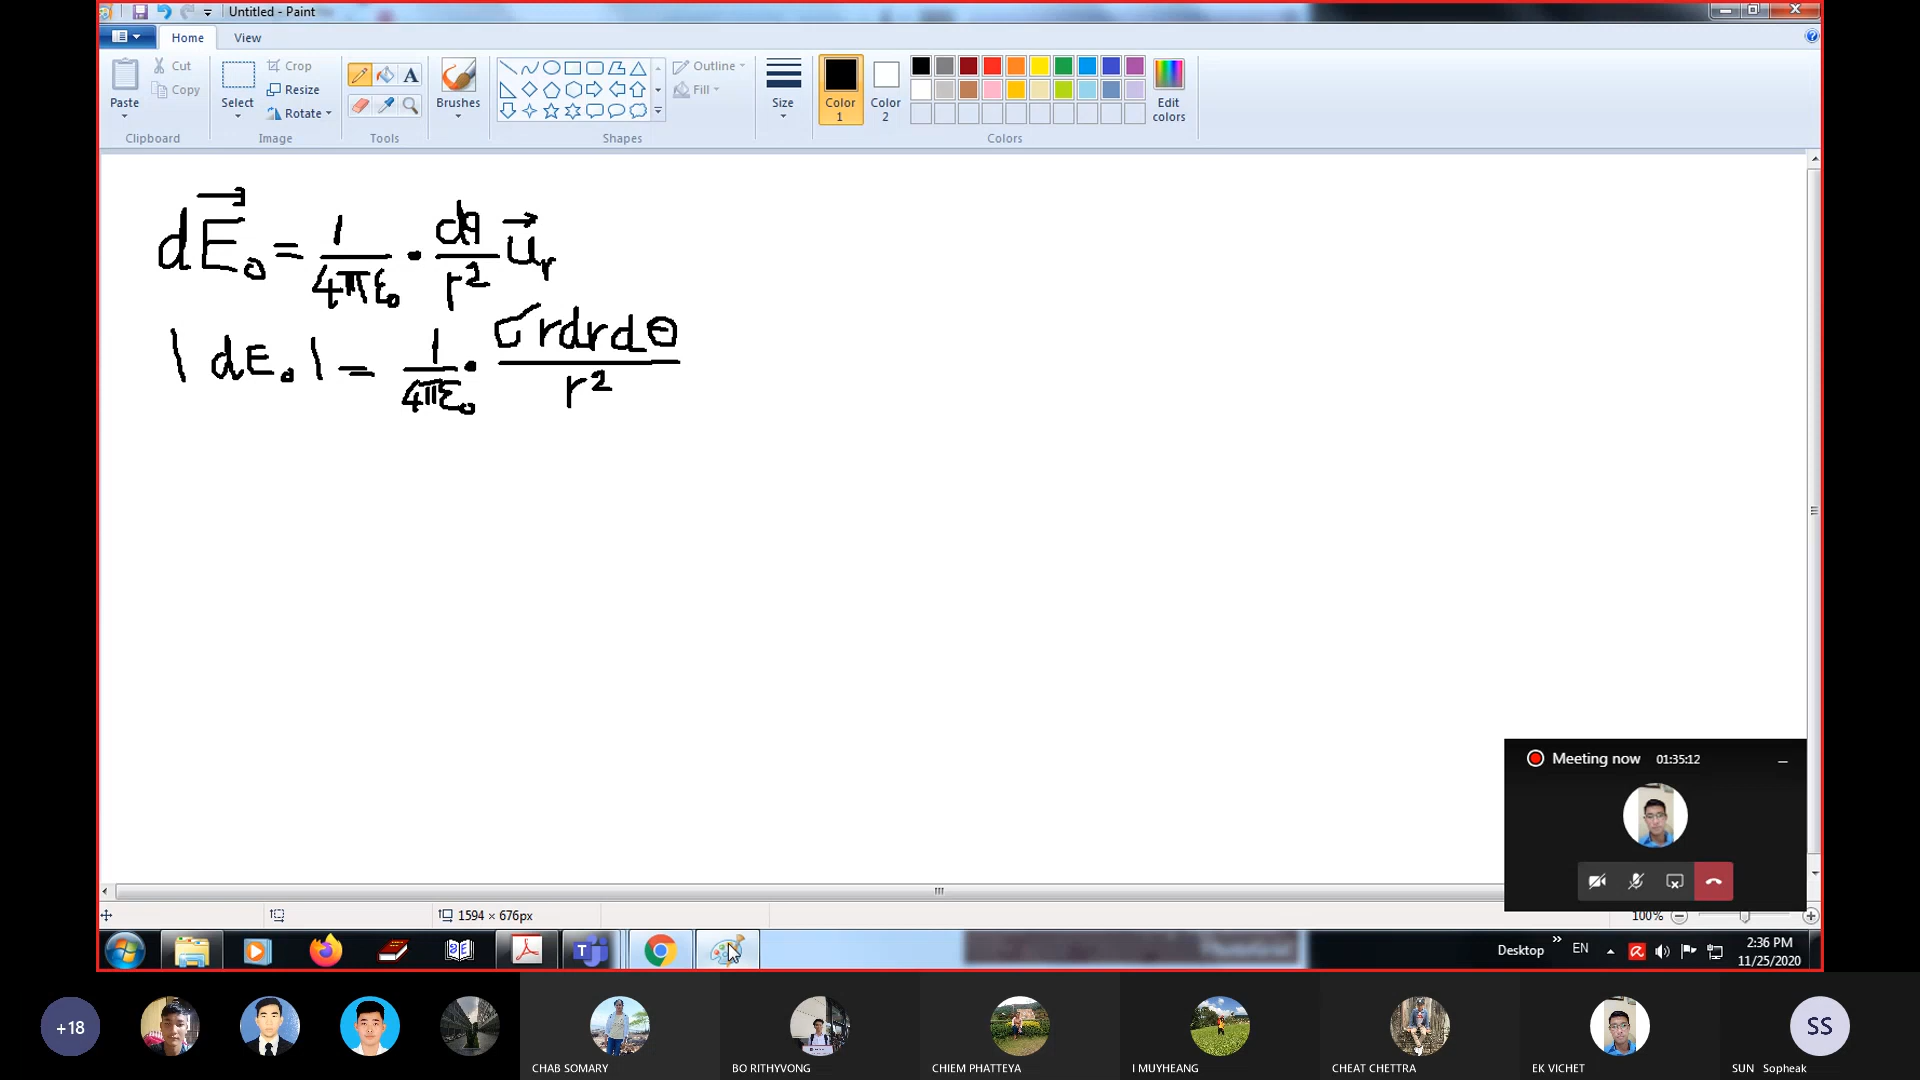 Untitled - Paint
Home View
Paste
Cut
Copy
Clipboard
Select
Crop
Resize
Rotate
Image
Tools
Brushes
Shapes
Outline
Fill
Size
Color 1
Color 2
Edit colors
Colors
dE⃗₀ = 1/4πε₀ · dq/r² u⃗ᵣ
| dE₀ | = 1/4πε₀ · σrdrdθ/r²
Meeting now 01:35:12
1594 × 676px
100%
Desktop
EN
2:36 PM
11/25/2020
+18
CHAB SOMARY
BO RITHYVONG
CHIEM PHATTEYA
I MUYHEANG
CHEAT CHETTRA
EK VICHET
SS
SUN Sopheak